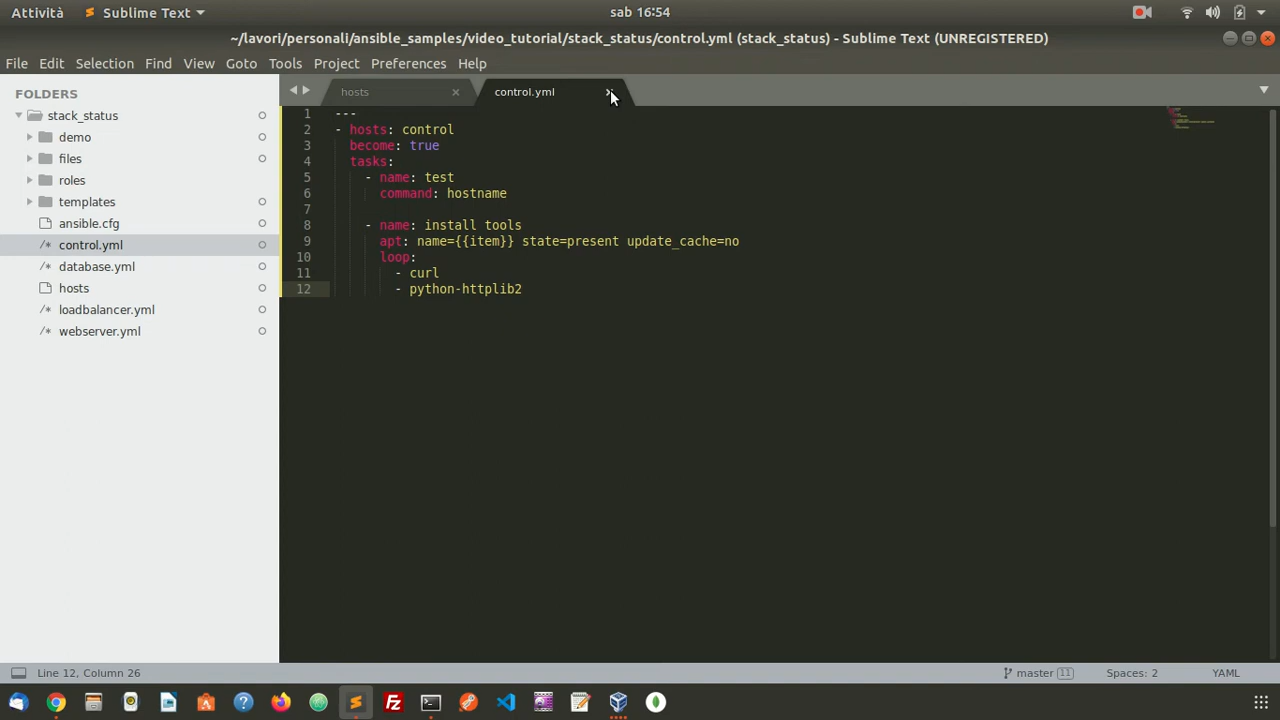 Attività Sublime Text sab 16:54
~/lavori/personali/ansible_samples/video_tutorial/stack_status/control.yml (stack_status) - Sublime Text (UNREGISTERED)
File Edit Selection Find View Goto Tools Project Preferences Help
FOLDERS
stack_status
demo
files
roles
templates
ansible.cfg
/* control.yml
/* database.yml
hosts
/* loadbalancer.yml
/* webserver.yml
hosts × control.yml ×
1 ---
2 - hosts: control
3 become: true
4 tasks:
5 - name: test
6 command: hostname
7
8 - name: install tools
9 apt: name={{item}} state=present update_cache=no
10 loop:
11 - curl
12 - python-httplib2
Line 12, Column 26 master 11 Spaces: 2 YAML